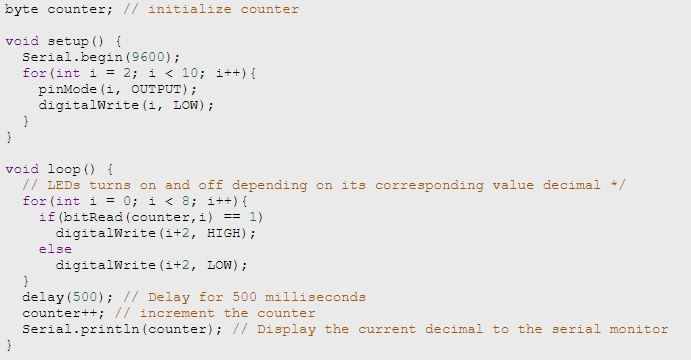 byte counter; // initialize counter

void setup() {
  Serial.begin(9600);
  for(int i = 2; i < 10; i++){
    pinMode(i, OUTPUT);
    digitalWrite(i, LOW);
  }
}

void loop() {
  // LEDs turns on and off depending on its corresponding value decimal */
  for(int i = 0; i < 8; i++){
    if(bitRead(counter,i) == 1)
      digitalWrite(i+2, HIGH);
    else
      digitalWrite(i+2, LOW);
  }
  delay(500); // Delay for 500 milliseconds
  counter++; // increment the counter
  Serial.println(counter); // Display the current decimal to the serial monitor
}